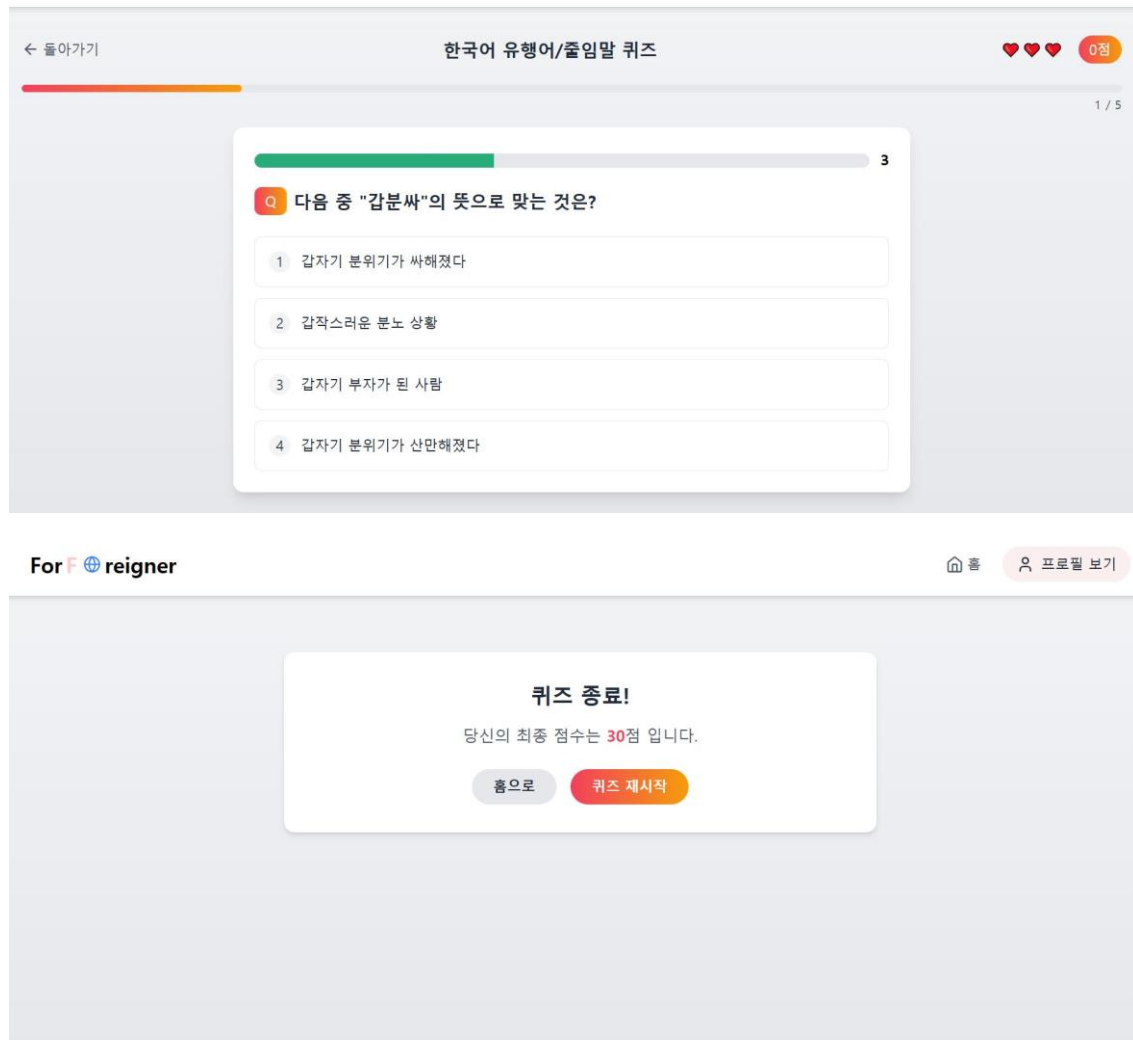 ← 돌아가기
한국어 유행어/줄임말 퀴즈
0점
1 / 5
3
Q 다음 중 "갑분싸"의 뜻으로 맞는 것은?
1 갑자기 분위기가 싸해졌다
2 갑작스러운 분노 상황
3 갑자기 부자가 된 사람
4 갑자기 분위기가 산만해졌다
For F reigner
홈
프로필 보기
퀴즈 종료!
당신의 최종 점수는 30점 입니다.
홈으로
퀴즈 재시작